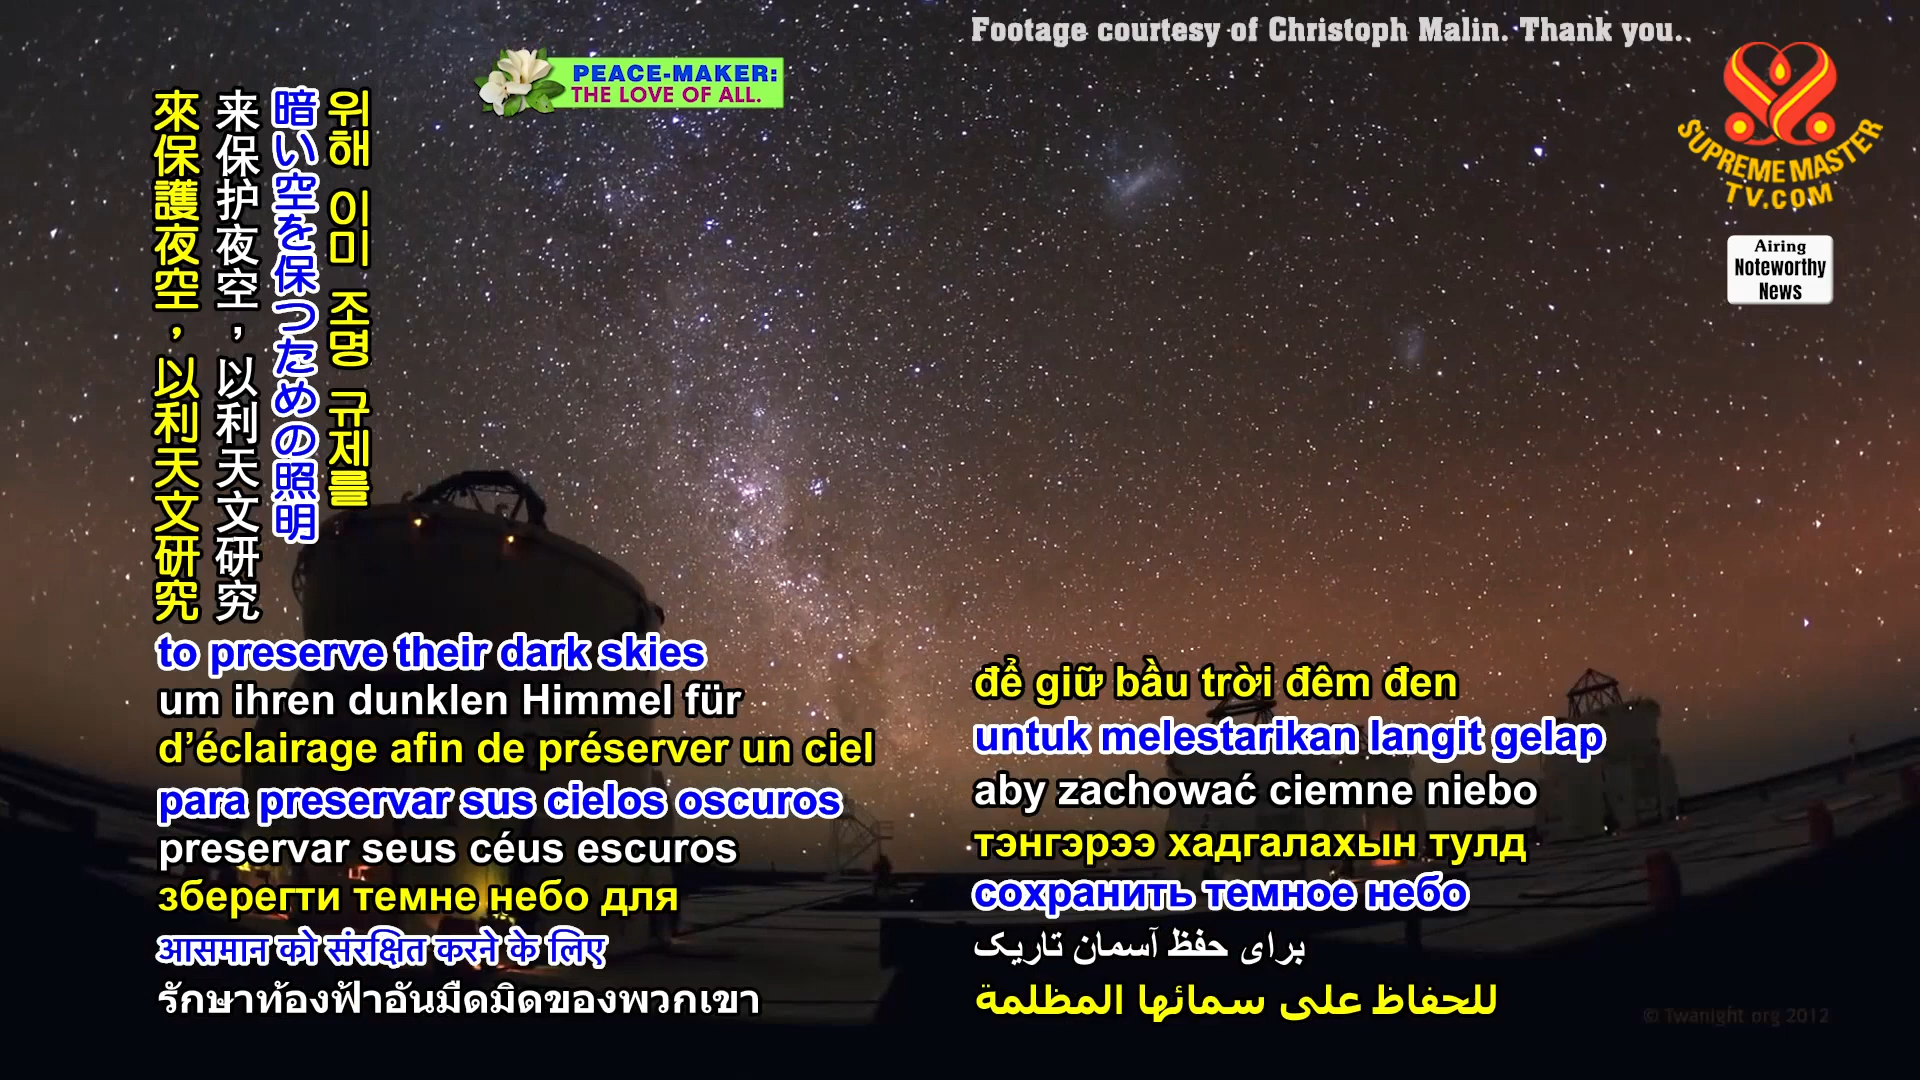 Footage courtesy of Christoph Malin. Thank you.
PEACE-MAKER:
THE LOVE OF ALL.
SUPREME MASTER
TV.COM
Airing
Noteworthy
News
위해 이미 조명 규제를
暗い空を保つための照明
来保护夜空，以利天文研究
來保護夜空，以利天文研究
to preserve their dark skies
um ihren dunklen Himmel für
d’éclairage afin de préserver un ciel
para preservar sus cielos oscuros
preservar seus céus escuros
зберегти темне небо для
आसमान को संरक्षित करने के लिए
รักษาท้องฟ้าอันมืดมิดของพวกเขา
để giữ bầu trời đêm đen
untuk melestarikan langit gelap
aby zachować ciemne niebo
тэнгэрээ хадгалахын тулд
сохранить темное небо
برای حفظ آسمان تاریک
للحفاظ على سمائها المظلمة
© Twanight org 2012